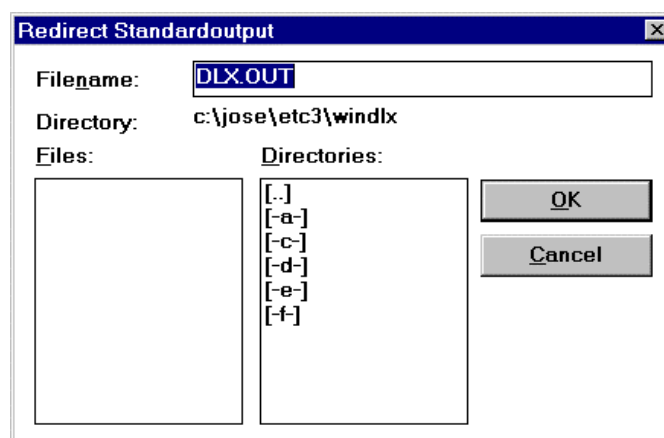 Redirect Standardoutput
Filename:
DLX.OUT
Directory:
c:\jose\etc3\windlx
Files:
Directories:
[..]
[-a-]
[-c-]
[-d-]
[-e-]
[-f-]
OK
Cancel